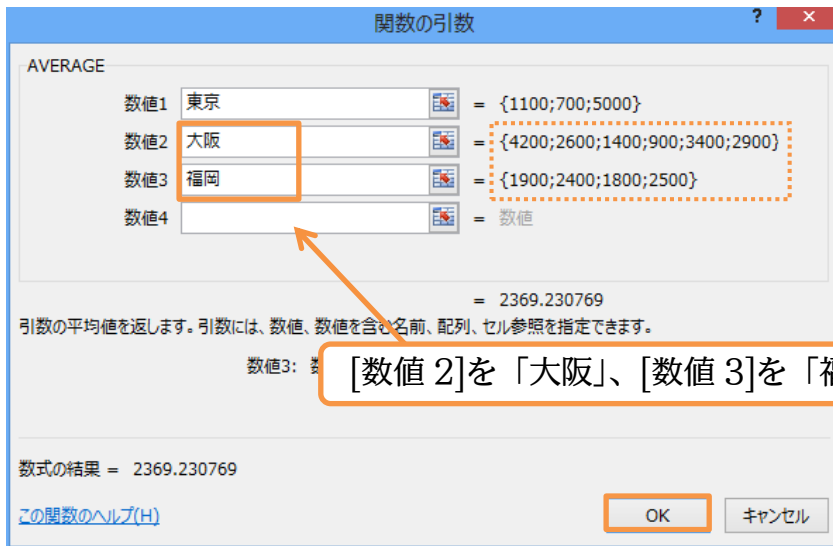 関数の引数
AVERAGE
数値1 東京 = {1100;700;5000}
数値2 大阪 = {4200;2600;1400;900;3400;2900}
数値3 福岡 = {1900;2400;1800;2500}
数値4 = 数値
= 2369.230769
引数の平均値を返します。引数には、数値、数値を含む名前、配列、セル参照を指定できます。
数値3:
[数値 2]を「大阪」、[数値 3]を「福
数式の結果 = 2369.230769
この関数のヘルプ(H) OK キャンセル